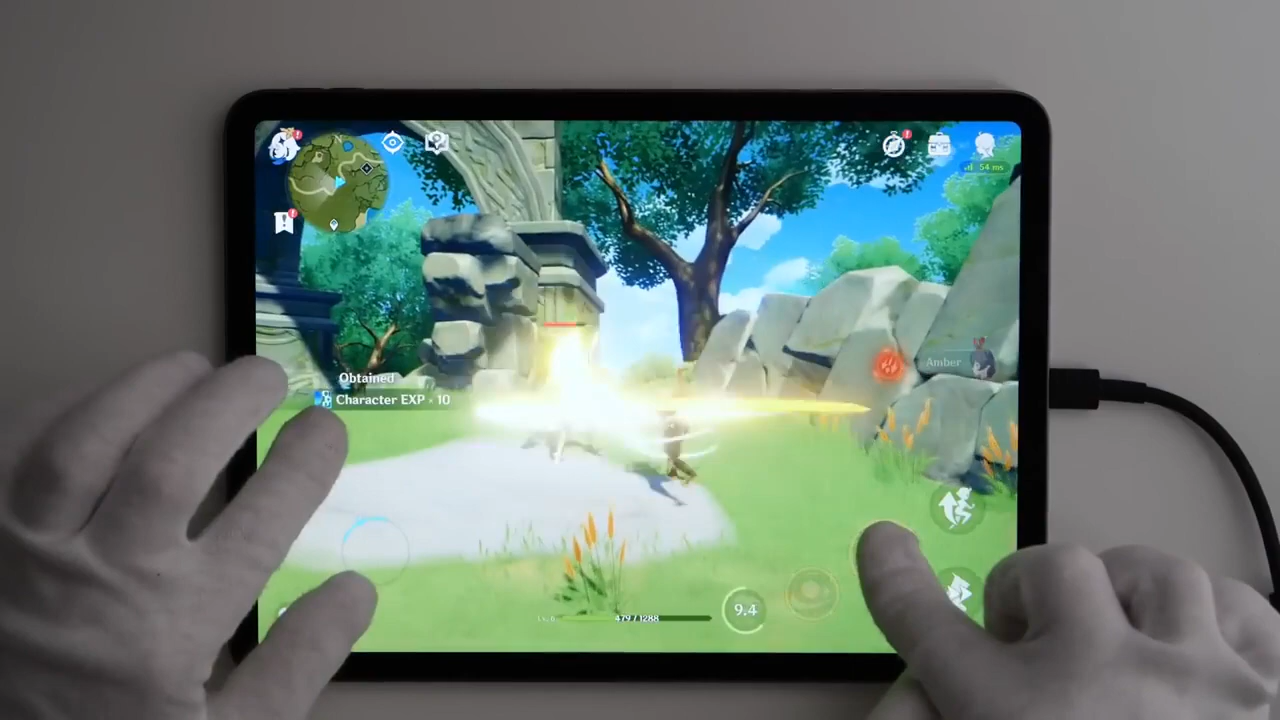 N
54 ms
Amber
Obtained
Character EXP × 10
9.4
479 / 1288